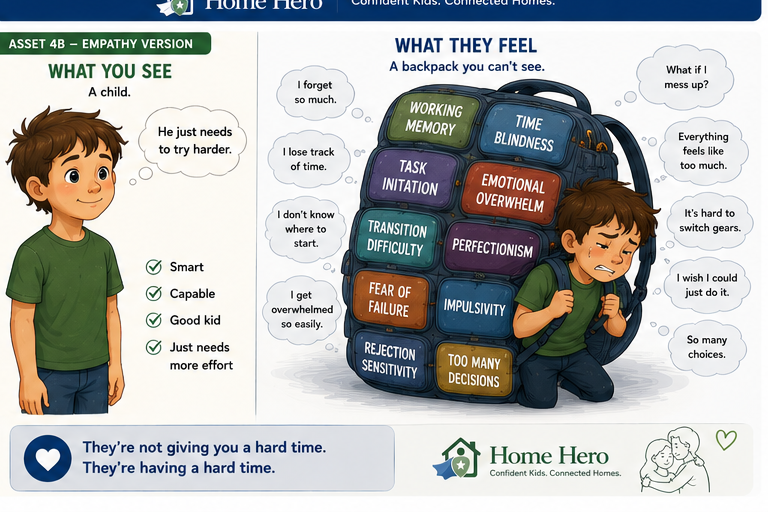 Home Hero
Confident Kids. Connected Homes.
ASSET 4B – EMPATHY VERSION
WHAT YOU SEE
A child.
He just needs
to try harder.
Smart
Capable
Good kid
Just needs
more effort
WHAT THEY FEEL
A backpack you can't see.
I forget
so much.
I lose track
of time.
I don't know
where to
start.
I get
overwhelmed
so easily.
WORKING
MEMORY
TIME
BLINDNESS
TASK
INITATION
EMOTIONAL
OVERWHELM
TRANSITION
DIFFICULTY
PERFECTIONISM
FEAR OF
FAILURE
IMPULSIVITY
REJECTION
SENSITIVITY
TOO MANY
DECISIONS
What if I
mess up?
Everything
feels like
too much.
It's hard to
switch gears.
I wish I could
just do it.
So many
choices.
They're not giving you a hard time.
They're having a hard time.
Home Hero
Confident Kids. Connected Homes.